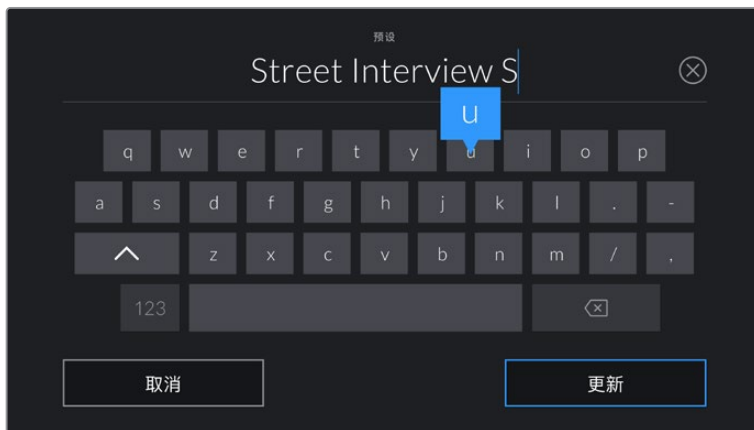 预设
Street Interview S
u
q w e r t y u i o p
a s d f g h j k l . -
z x c v b n m / ,
123
取消 更新